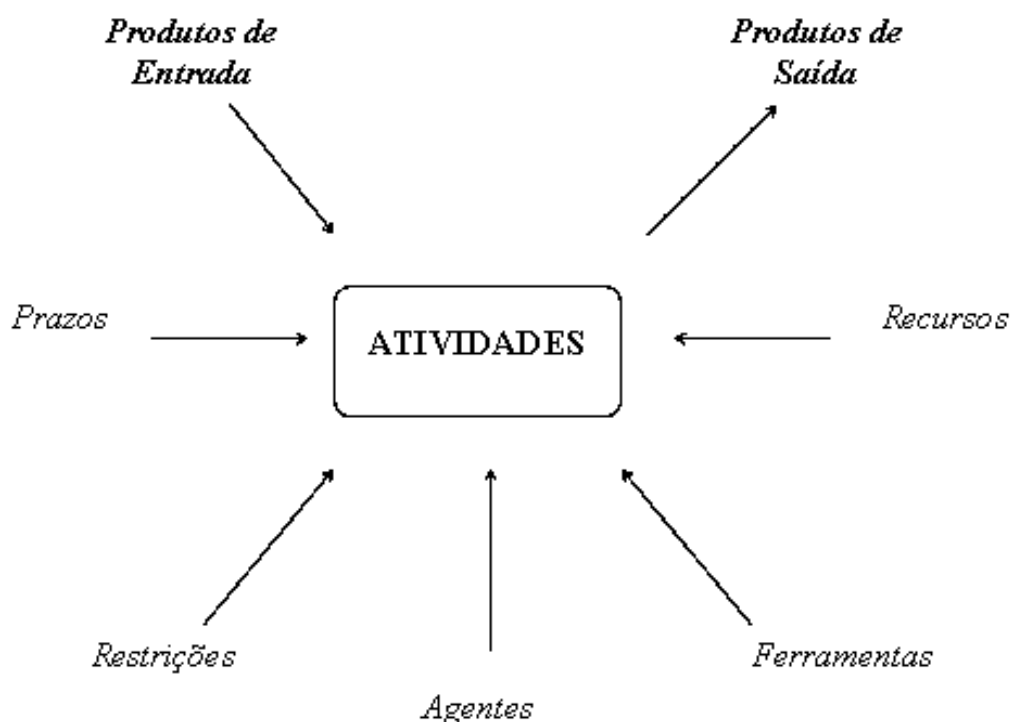 Produtos de
Entrada
Produtos de
Saída
Prazos
ATIVIDADES
Recursos
Restrições
Agentes
Ferramentas